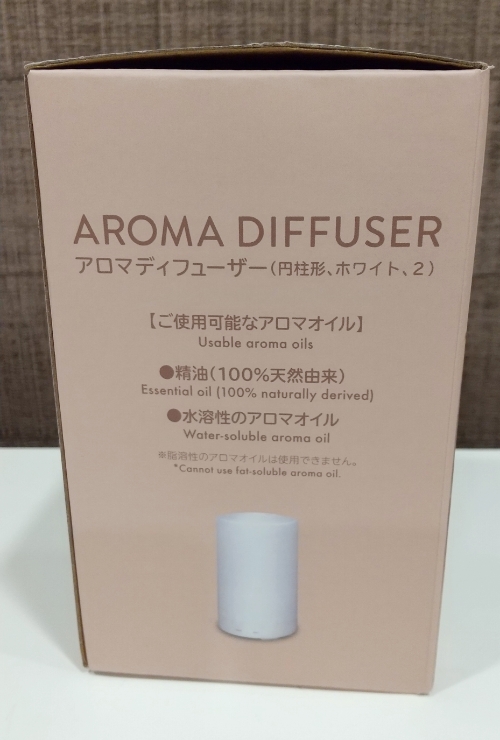 AROMA DIFFUSER
アロマディフューザー(円柱形、ホワイト、2)
【ご使用可能なアロマオイル】
Usable aroma oils
●精油(100%天然由来)
Essential oil (100% naturally derived)
●水溶性のアロマオイル
Water-soluble aroma oil
※脂溶性のアロマオイルは使用できません。
*Cannot use fat-soluble aroma oil.